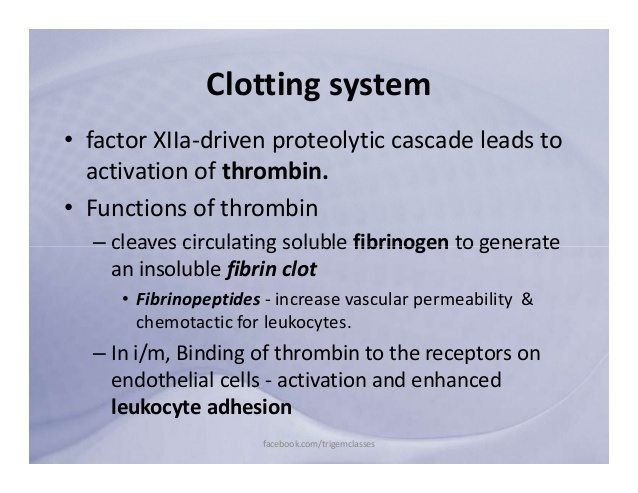 Clotting system
• factor XIIa-driven proteolytic cascade leads to
activation of thrombin.
• Functions of thrombin
– cleaves circulating soluble fibrinogen to generate
an insoluble fibrin clot
• Fibrinopeptides - increase vascular permeability &
chemotactic for leukocytes.
– In i/m, Binding of thrombin to the receptors on
endothelial cells - activation and enhanced
leukocyte adhesion
facebook.com/trigemclasses